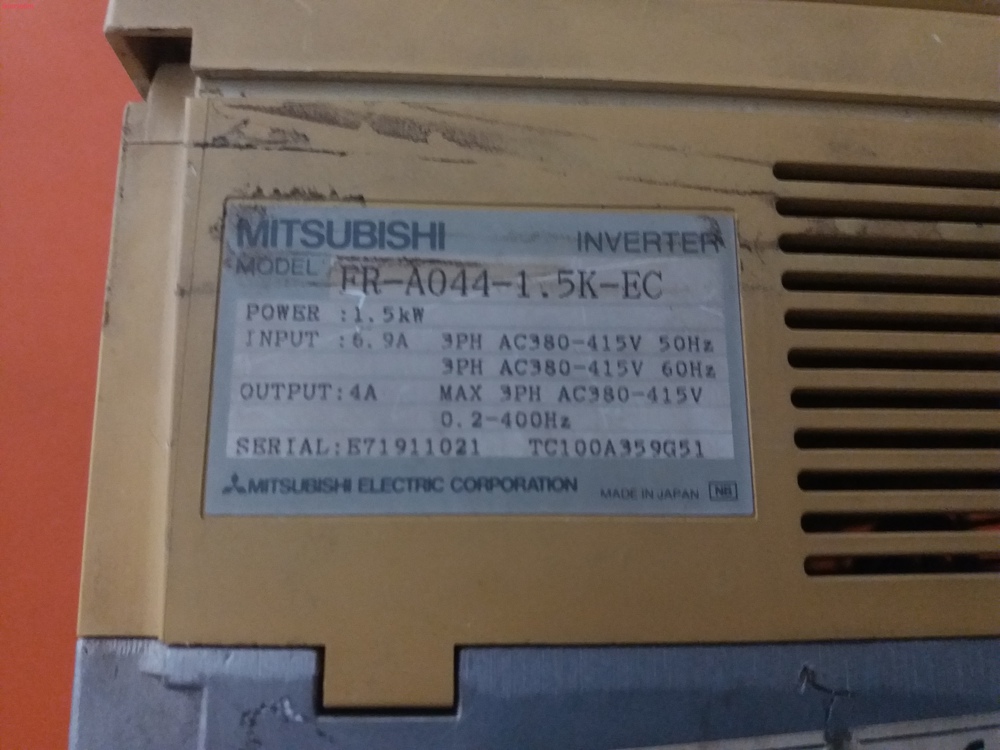 MITSUBISHI INVERTER
MODEL FR-A044-1.5K-EC
POWER :1.5kW
INPUT :6.9A 3PH AC380-415V 50Hz
3PH AC380-415V 60Hz
OUTPUT:4A MAX 3PH AC380-415V
0.2-400Hz
SERIAL:E71911021 TC100A359G51
MITSUBISHI ELECTRIC CORPORATION MADE IN JAPAN NB